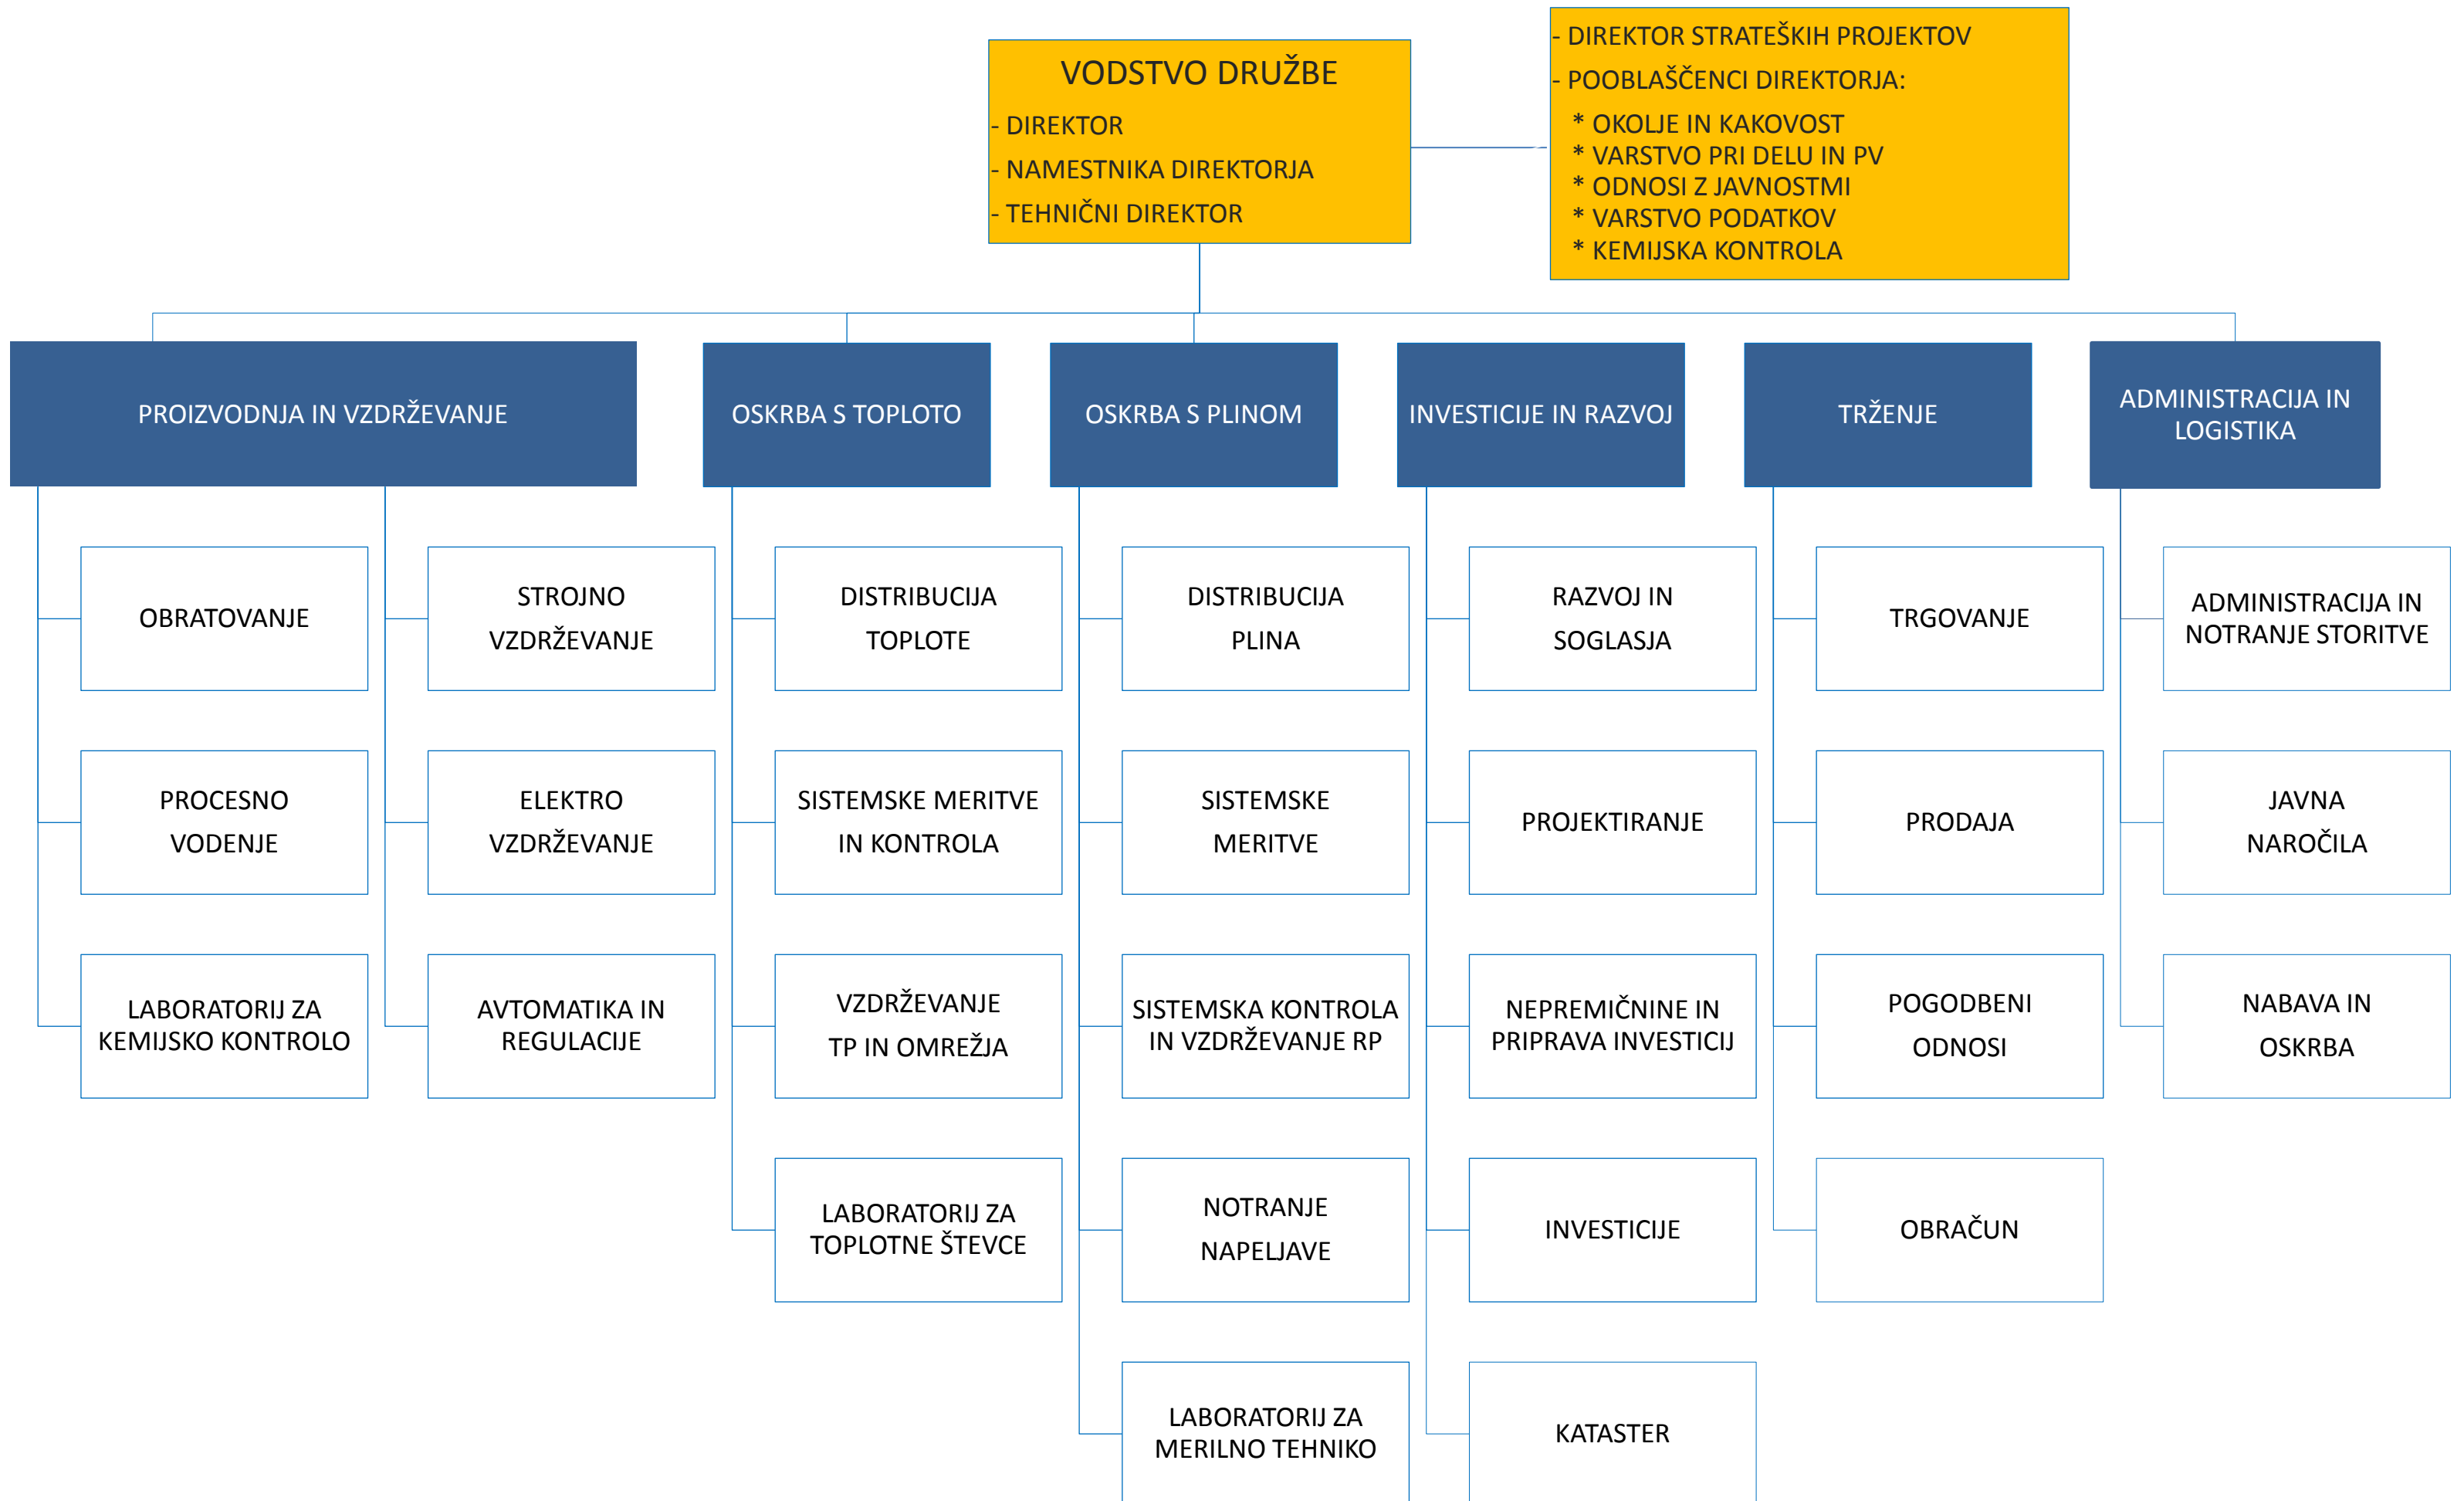 VODSTVO DRUŽBE
- DIREKTOR
- NAMESTNIKA DIREKTORJA
- TEHNIČNI DIREKTOR
- DIREKTOR STRATEŠKIH PROJEKTOV
- POOBLAŠČENCI DIREKTORJA:
* OKOLJE IN KAKOVOST
* VARSTVO PRI DELU IN PV
* ODNOSI Z JAVNOSTMI
* VARSTVO PODATKOV
* KEMIJSKA KONTROLA
PROIZVODNJA IN VZDRŽEVANJE
OSKRBA S TOPLOTO
OSKRBA S PLINOM
INVESTICIJE IN RAZVOJ
TRŽENJE
ADMINISTRACIJA IN
LOGISTIKA
OBRATOVANJE
STROJNO
VZDRŽEVANJE
DISTRIBUCIJA
TOPLOTE
DISTRIBUCIJA
PLINA
RAZVOJ IN
SOGLASJA
TRGOVANJE
ADMINISTRACIJA IN
NOTRANJE STORITVE
PROCESNO
VODENJE
ELEKTRO
VZDRŽEVANJE
SISTEMSKE MERITVE
IN KONTROLA
SISTEMSKE
MERITVE
PROJEKTIRANJE
PRODAJA
JAVNA
NAROČILA
LABORATORIJ ZA
KEMIJSKO KONTROLO
AVTOMATIKA IN
REGULACIJE
VZDRŽEVANJE
TP IN OMREŽJA
SISTEMSKA KONTROLA
IN VZDRŽEVANJE RP
NEPREMIČNINE IN
PRIPRAVA INVESTICIJ
POGODBENI
ODNOSI
NABAVA IN
OSKRBA
LABORATORIJ ZA
TOPLOTNE ŠTEVCE
NOTRANJE
NAPELJAVE
INVESTICIJE
OBRAČUN
LABORATORIJ ZA
MERILNO TEHNIKO
KATASTER